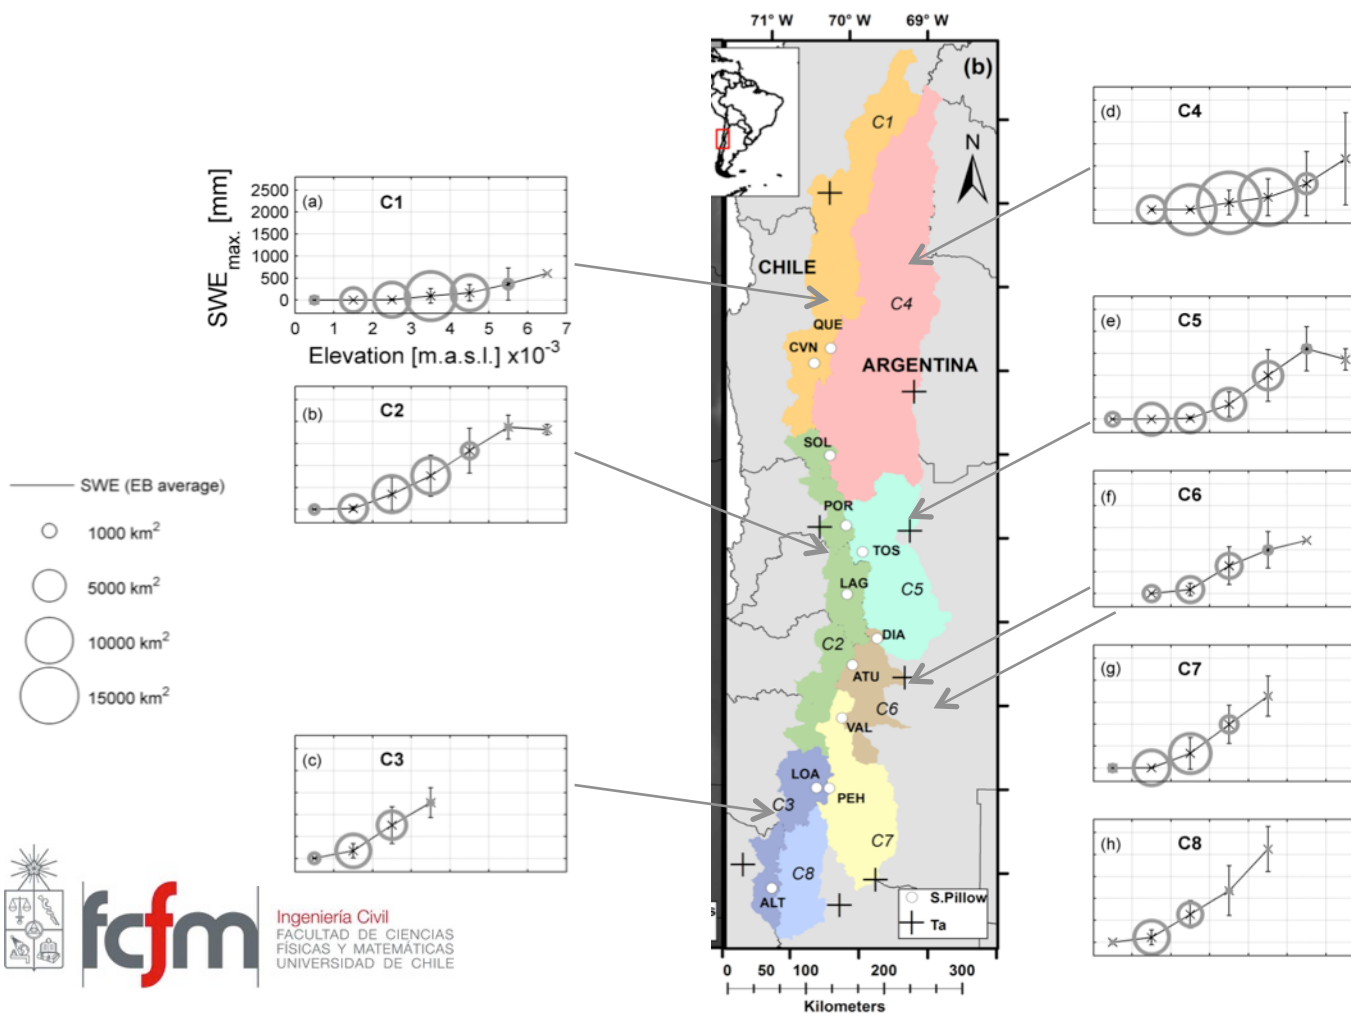 71° W 70° W 69° W
(b)
C1
N
CHILE
C4
QUE
CVN
ARGENTINA
SOL
POR
TOS
LAG
C5
DIA
C2
ATU
C6
VAL
LOA
PEH
C3
C7
C8
ALT
S.Pillow
Ta
0 50 100 200 300
Kilometers
(a) C1
SWEmax. [mm]
2500
2000
1500
1000
500
0
0 1 2 3 4 5 6 7
Elevation [m.a.s.l.] x10-3
(b) C2
SWE (EB average)
1000 km2
5000 km2
10000 km2
15000 km2
(c) C3
(d) C4
(e) C5
(f) C6
(g) C7
(h) C8
fcfm
Ingeniería Civil
FACULTAD DE CIENCIAS
FÍSICAS Y MATEMÁTICAS
UNIVERSIDAD DE CHILE